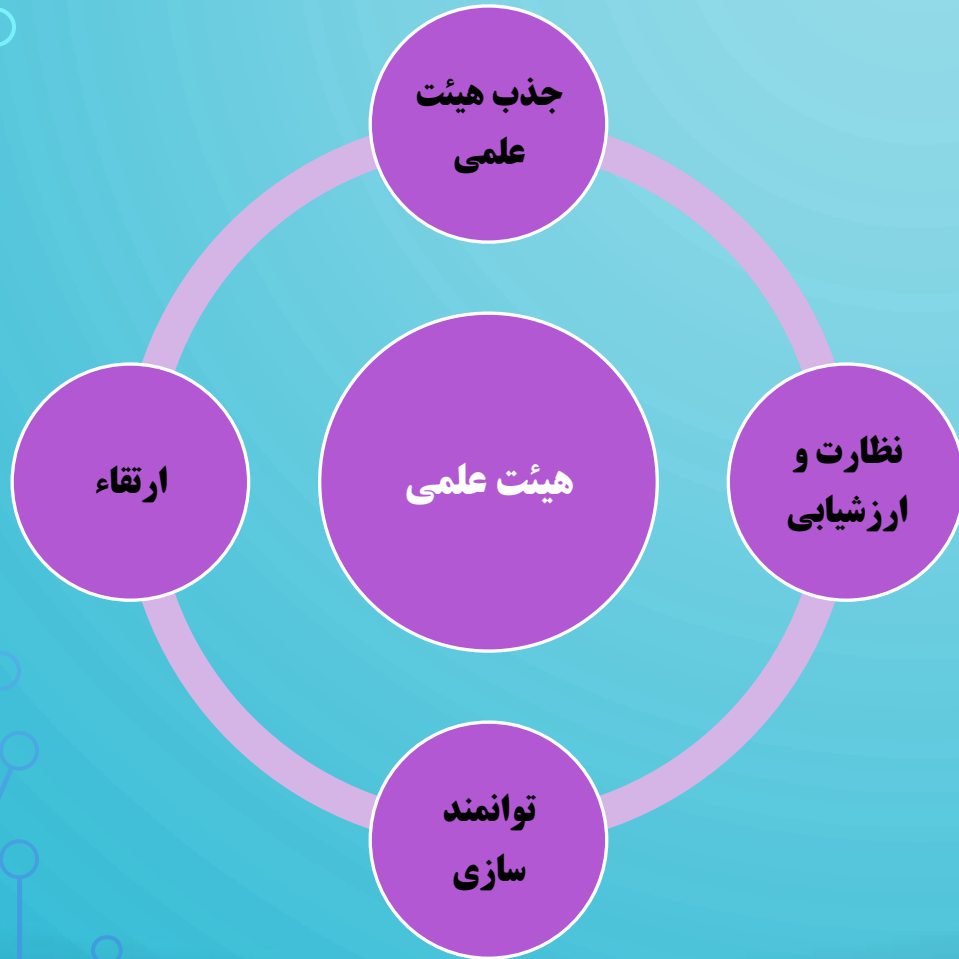 جذب هیئت
علمی
نظارت و
ارزشیابی
هیئت علمی
ارتقاء
توانمند
سازی